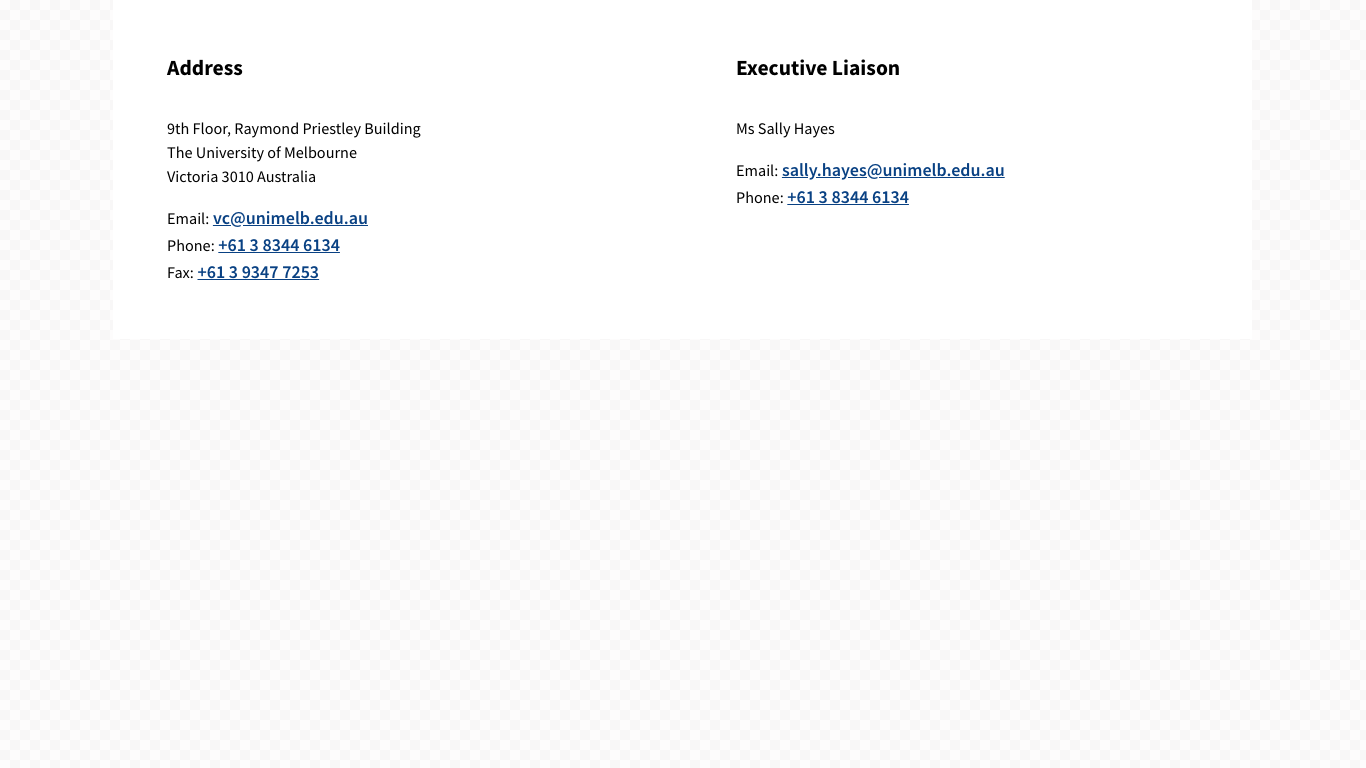 Address
9th Floor, Raymond Priestley Building
The University of Melbourne
Victoria 3010 Australia
Email: vc@unimelb.edu.au
Phone: +61 3 8344 6134
Fax: +61 3 9347 7253
Executive Liaison
Ms Sally Hayes
Email: sally.hayes@unimelb.edu.au
Phone: +61 3 8344 6134